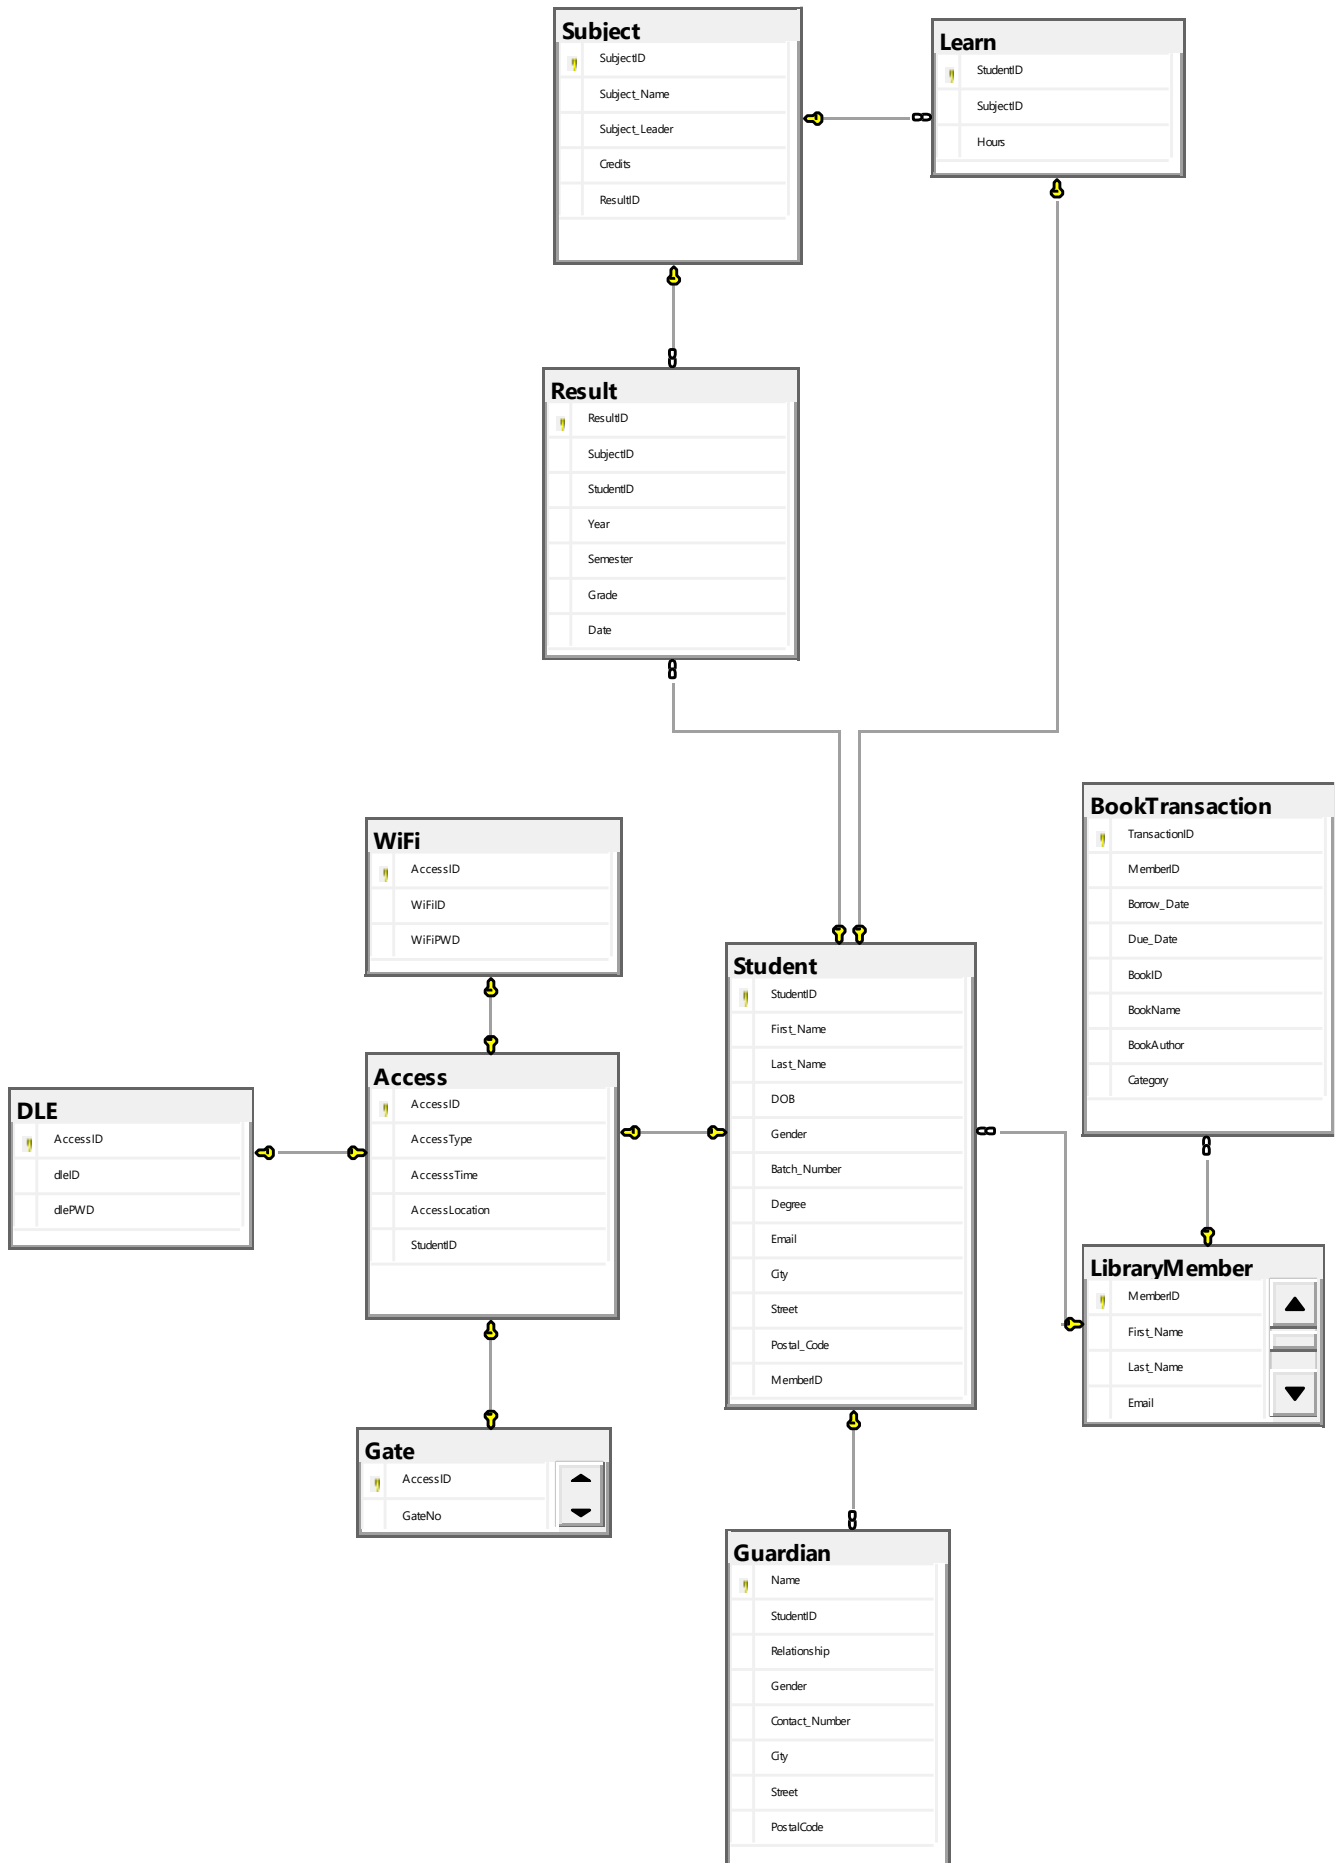 Subject
SubjectID
Subject_Name
Subject_Leader
Credits
ResultID
Learn
StudentID
SubjectID
Hours
Result
ResultID
SubjectID
StudentID
Year
Semester
Grade
Date
WiFi
AccessID
WiFiID
WiFiPWD
BookTransaction
TransactionID
MemberID
Borrow_Date
Due_Date
BookID
BookName
BookAuthor
Category
Student
StudentID
First_Name
Last_Name
DOB
Gender
Batch_Number
Degree
Email
City
Street
Postal_Code
MemberID
Access
AccessID
AccessType
AccesssTime
AccessLocation
StudentID
DLE
AccessID
dleID
dlePWD
LibraryMember
MemberID
First_Name
Last_Name
Email
Gate
AccessID
GateNo
Guardian
Name
StudentID
Relationship
Gender
Contact_Number
City
Street
PostalCode